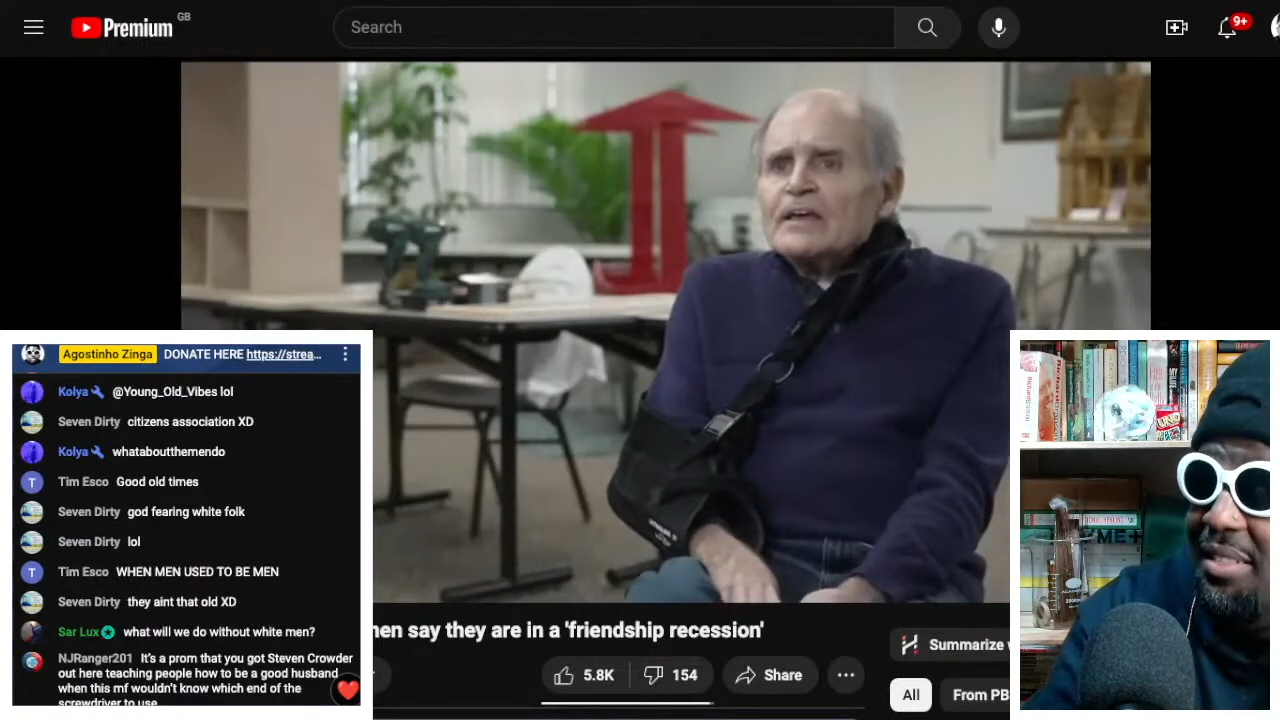 Premium GB
Search
9+
Agostinho Zinga DONATE HERE https://strea...
Kolya @Young_Old_Vibes lol
Seven Dirty citizens association XD
Kolya whataboutthemendo
T Tim Esco Good old times
Seven Dirty god fearing white folk
Seven Dirty lol
T Tim Esco WHEN MEN USED TO BE MEN
Seven Dirty they aint that old XD
Sar Lux what will we do without white men?
NJRanger201 It's a prom that you got Steven Crowder
out here teaching people how to be a good husband
when this mf wouldn't know which end of the
screwdriver to use
men say they are in a 'friendship recession'
Summarize
5.8K
154
Share
All
From PB